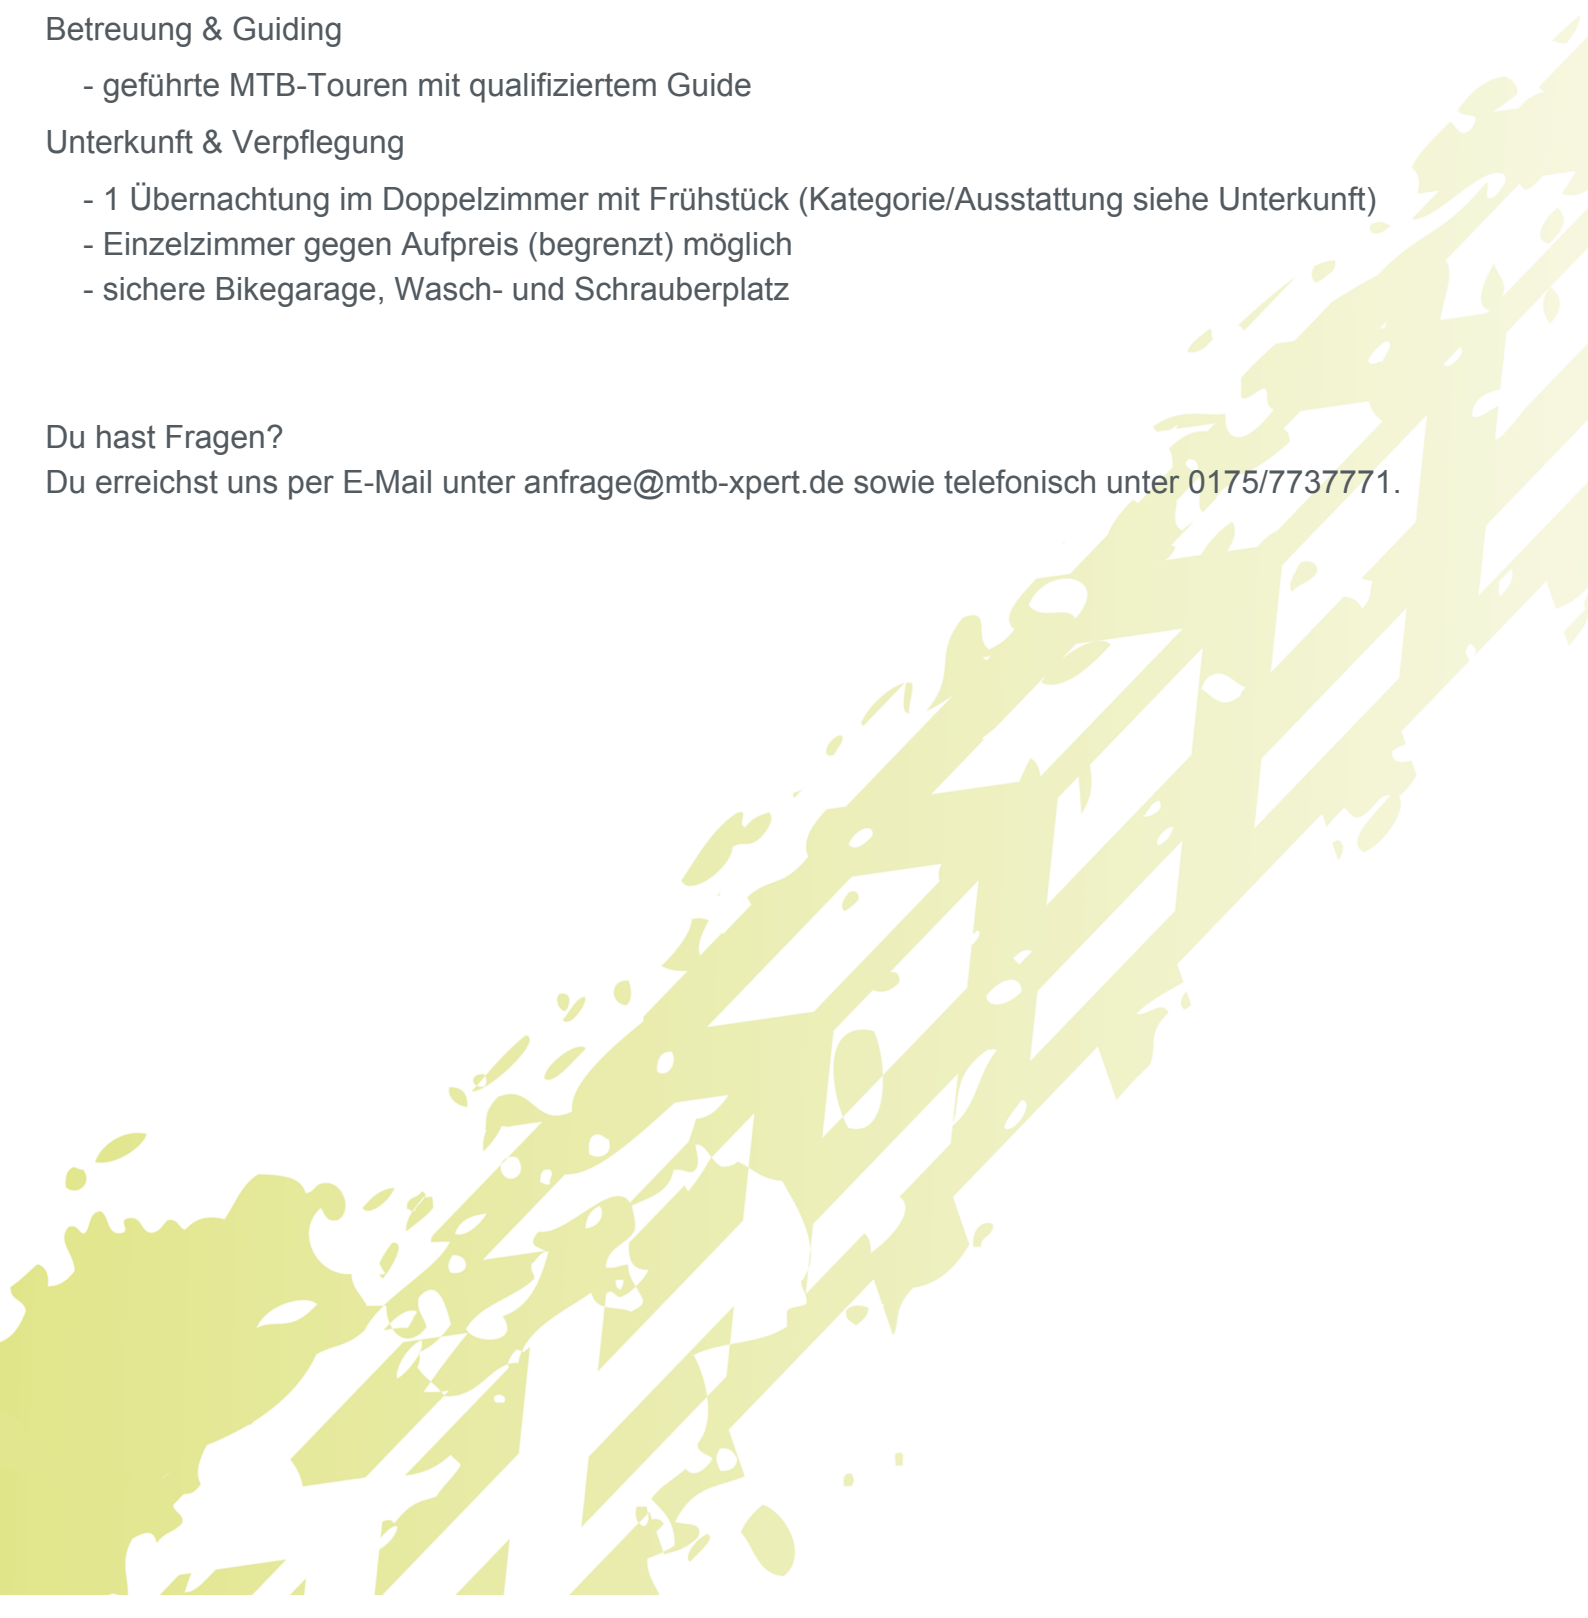 Betreuung & Guiding
- geführte MTB-Touren mit qualifiziertem Guide
Unterkunft & Verpflegung
- 1 Übernachtung im Doppelzimmer mit Frühstück (Kategorie/Ausstattung siehe Unterkunft)
- Einzelzimmer gegen Aufpreis (begrenzt) möglich
- sichere Bikegarage, Wasch- und Schrauberplatz
Du hast Fragen?
Du erreichst uns per E-Mail unter anfrage@mtb-xpert.de sowie telefonisch unter 0175/7737771.